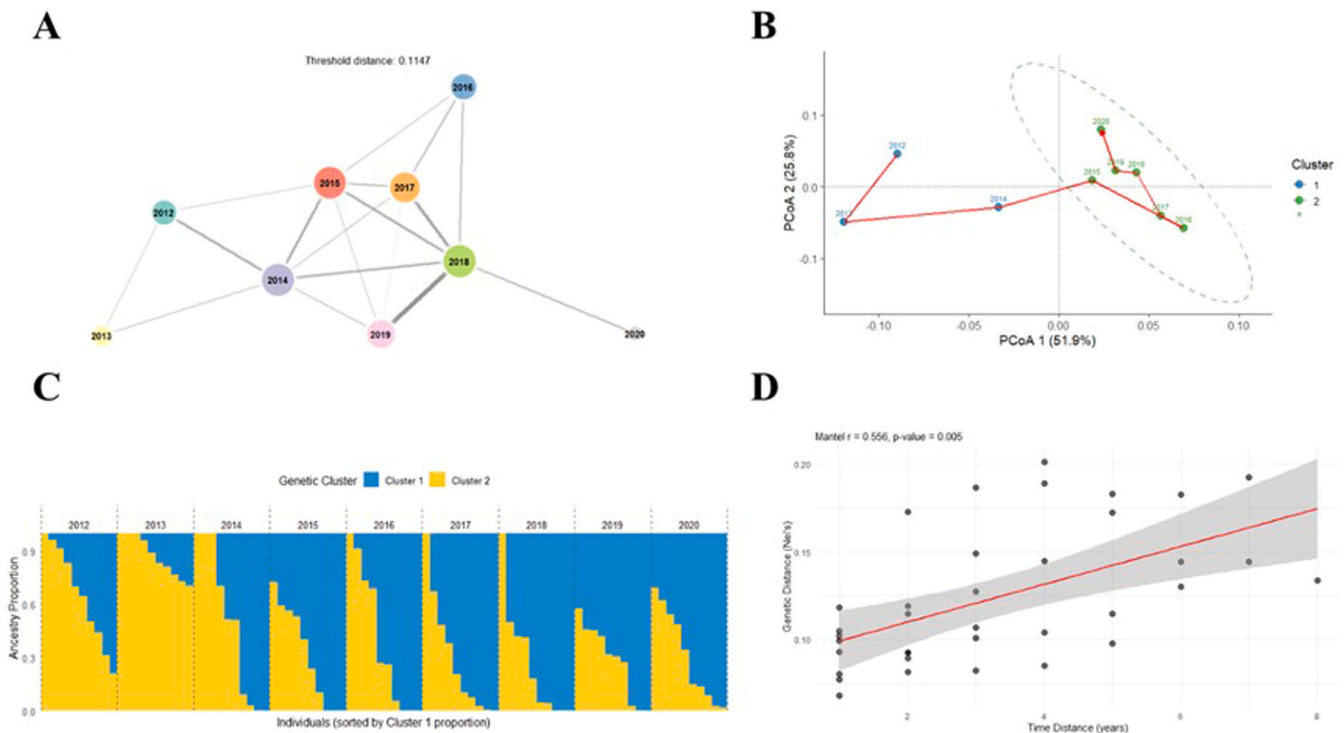 A
Threshold distance: 0.1147
2016
2015
2017
2012
2018
2014
2013
2019
2020
B
PCoA 2 (25.8%)
0.1
0.0
-0.1
2012
2014
2020
2019 2018
2015
2017
2016
-0.10 -0.05 0.00 0.05 0.10
PCoA 1 (51.9%)
Cluster
1
2
C
Genetic Cluster Cluster 1 Cluster 2
2012 2013 2014 2015 2016 2017 2018 2019 2020
Ancestry Proportion
0.9
0.6
0.3
0.0
Individuals (sorted by Cluster 1 proportion)
D
Mantel r = 0.556, p-value = 0.005
Genetic Distance (Nei's)
0.20
0.15
0.10
2 4 6 8
Time Distance (years)